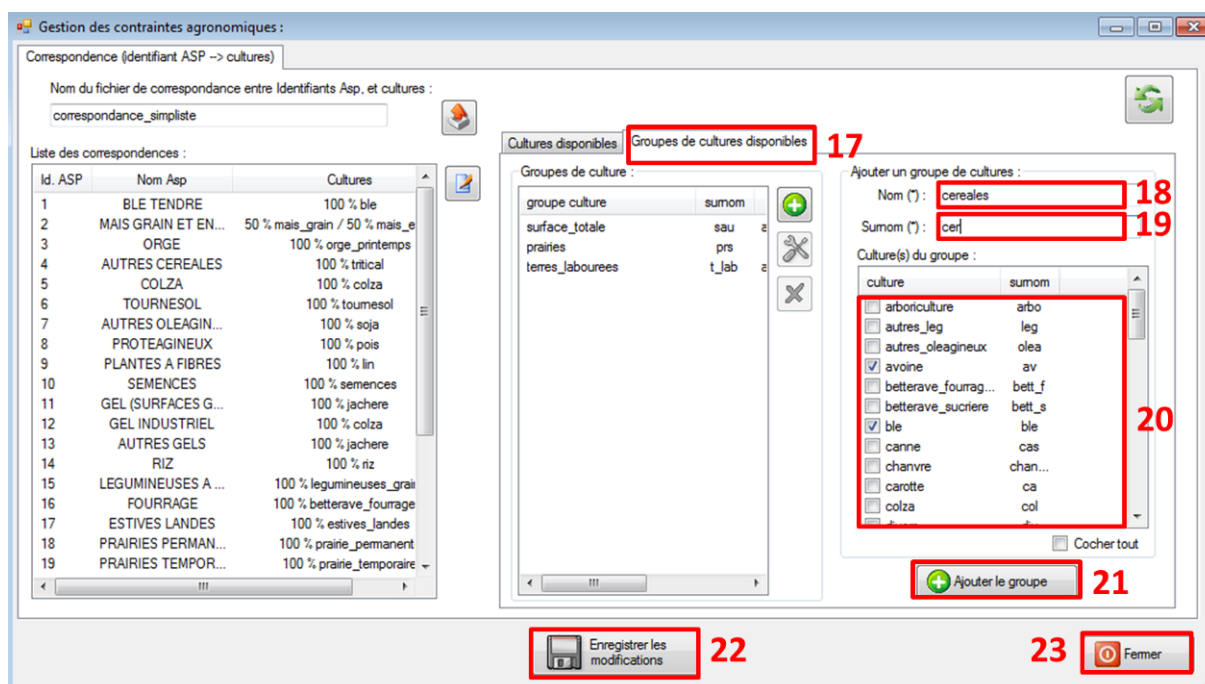 Gestion des contraintes agronomiques :
Correspondence (identifiant ASP --> cultures)
Nom du fichier de correspondance entre Identifiants Asp, et cultures :
correspondance_simpliste
Liste des correspondences :
Id. ASP Nom Asp Cultures
1 BLE TENDRE 100 % ble
2 MAIS GRAIN ET EN... 50 % mais_grain / 50 % mais_e
3 ORGE 100 % orge_printemps
4 AUTRES CEREALES 100 % tritical
5 COLZA 100 % colza
6 TOURNESOL 100 % tournesol
7 AUTRES OLEAGIN... 100 % soja
8 PROTEAGINEUX 100 % pois
9 PLANTES A FIBRES 100 % lin
10 SEMENCES 100 % semences
11 GEL (SURFACES G... 100 % jachere
12 GEL INDUSTRIEL 100 % colza
13 AUTRES GELS 100 % jachere
14 RIZ 100 % riz
15 LEGUMINEUSES A ... 100 % legumineuses_grai
16 FOURRAGE 100 % betterave_fourrage
17 ESTIVES LANDES 100 % estives_landes
18 PRAIRIES PERMAN... 100 % prairie_permanent
19 PRAIRIES TEMPOR... 100 % prairie_temporaire
Cultures disponibles Groupes de cultures disponibles 17
Groupes de culture :
groupe culture surnom
surface_totale sau a
prairies prs
terres_labourees t_lab a
Ajouter un groupe de cultures :
Nom (*) : cereales 18
Surnom (*) : cer 19
Culture(s) du groupe :
culture surnom
arboriculture arbo
autres_leg leg
autres_oleagineux olea
avoine av
betterave_fourrag... bett_f
betterave_sucriere bett_s
ble ble
canne cas
chanvre chan...
carotte ca
colza col
20
Cocher tout
Ajouter le groupe 21
Enregistrer les
modifications
22
23 Fermer